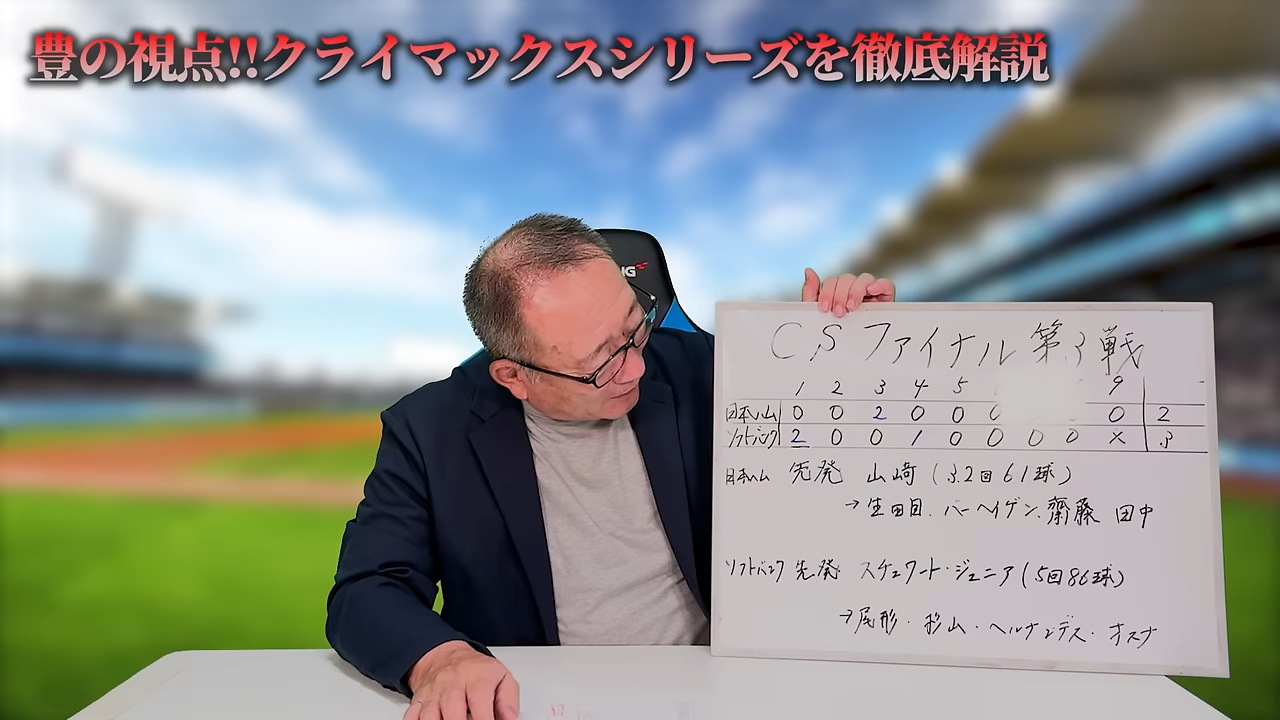 豊の視点!!クライマックスシリーズを徹底解説
CSファイナル 第3戦
1 2 3 4 5 9
日本ハム 0 0 2 0 0 0 0 2
ソフトバンク 2 0 0 1 0 0 0 0 X 3
日本ハム 先発 山﨑(3.2回61球)
→生田目、バーヘイゲン、齋藤 田中
ソフトバンク 先発 スチュワート・ジュニア(5回86球)
→尾形・杉山・ヘルナンデス・オスナ